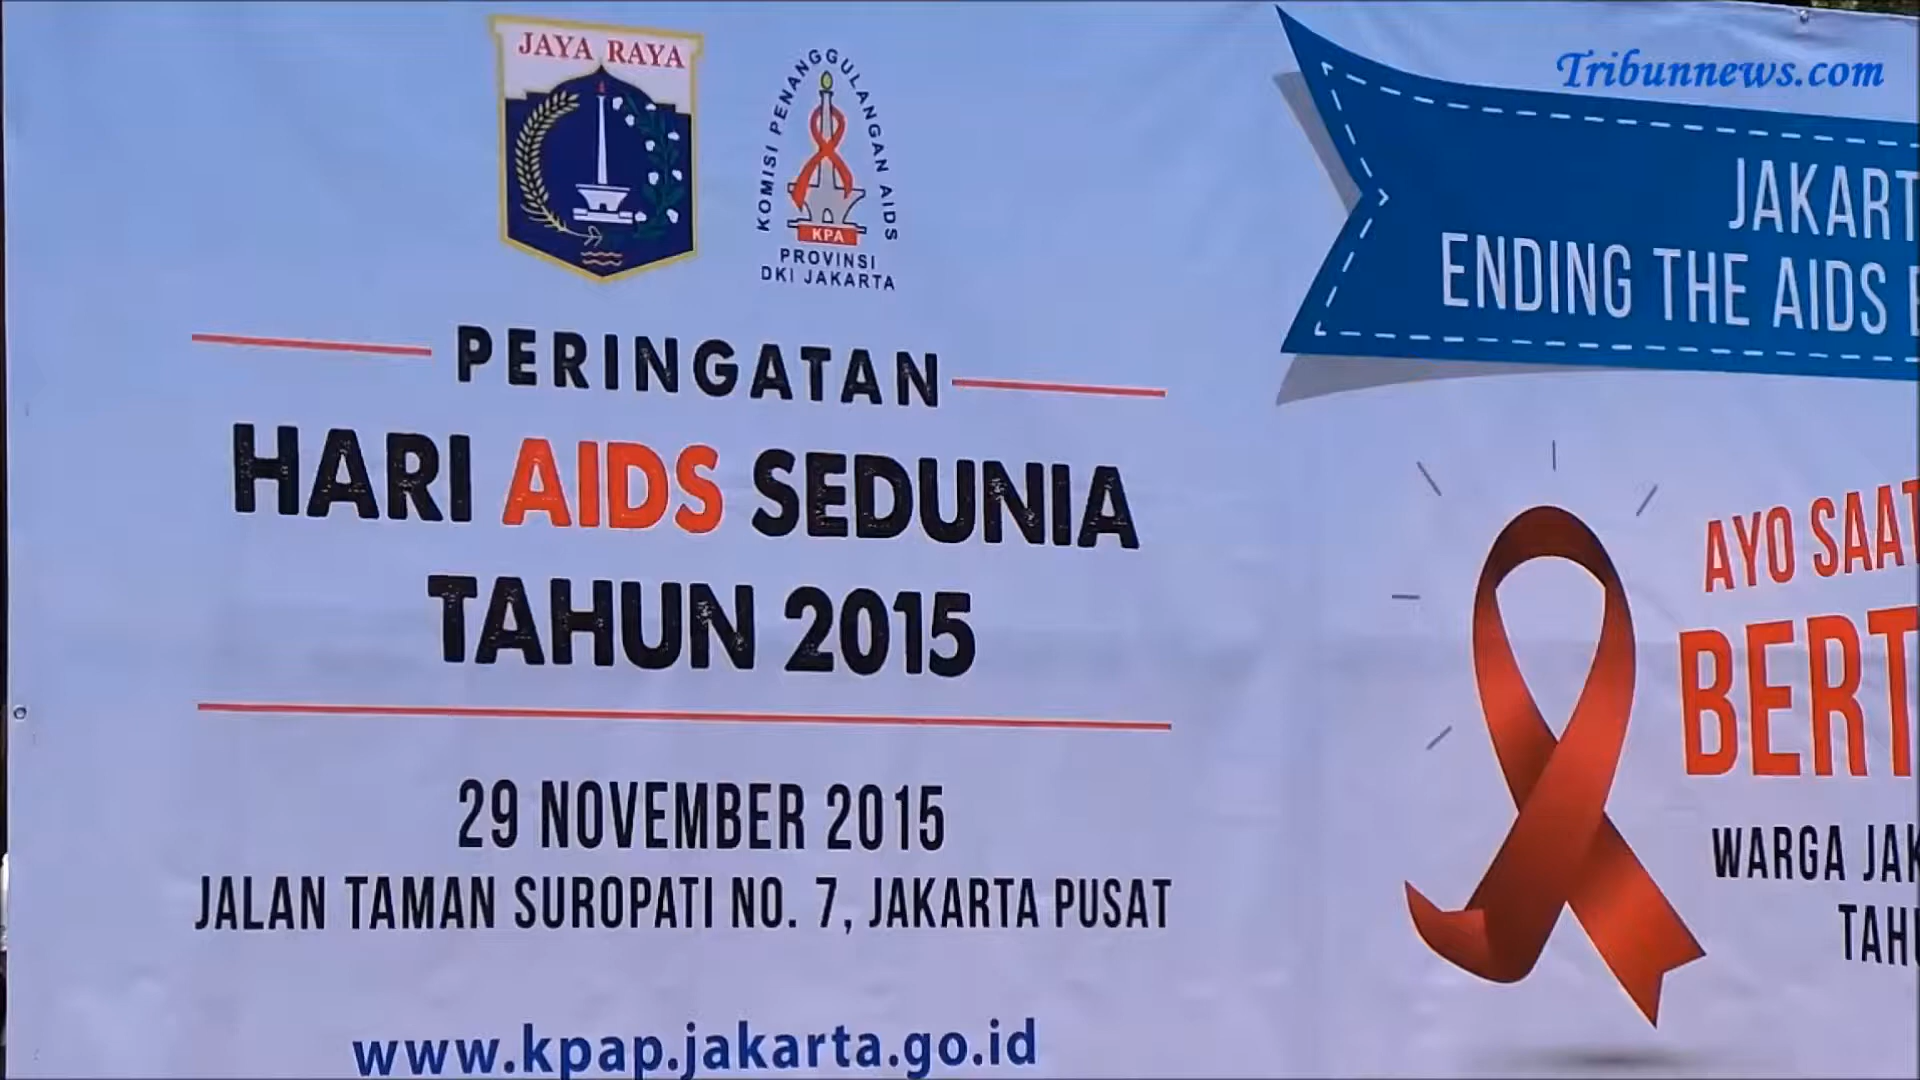 JAYA RAYA
KOMISI PENANGGULANGAN AIDS
KPA
PROVINSI
DKI JAKARTA
PERINGATAN
HARI AIDS SEDUNIA
TAHUN 2015
29 NOVEMBER 2015
JALAN TAMAN SUROPATI NO. 7, JAKARTA PUSAT
www.kpap.jakarta.go.id
Tribunnews.com
JAKART
ENDING THE AIDS
AYO SAAT
BERT
WARGA JAK
TAHU